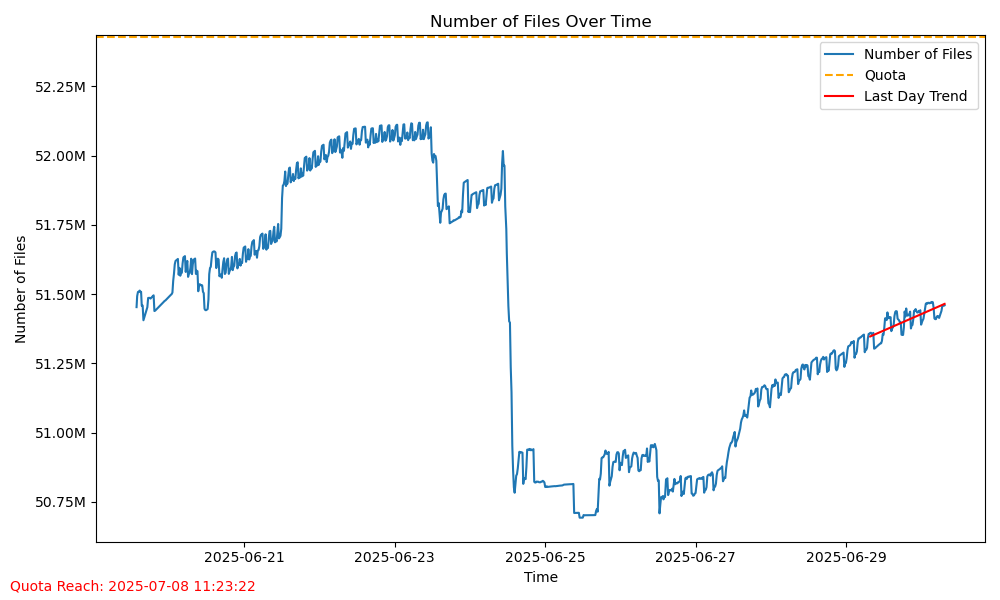 Number of Files Over Time
Number of Files
Quota
Last Day Trend
52.25M
52.00M
51.75M
51.50M
51.25M
51.00M
50.75M
Number of Files
2025-06-21
2025-06-23
2025-06-25
2025-06-27
2025-06-29
Time
Quota Reach: 2025-07-08 11:23:22